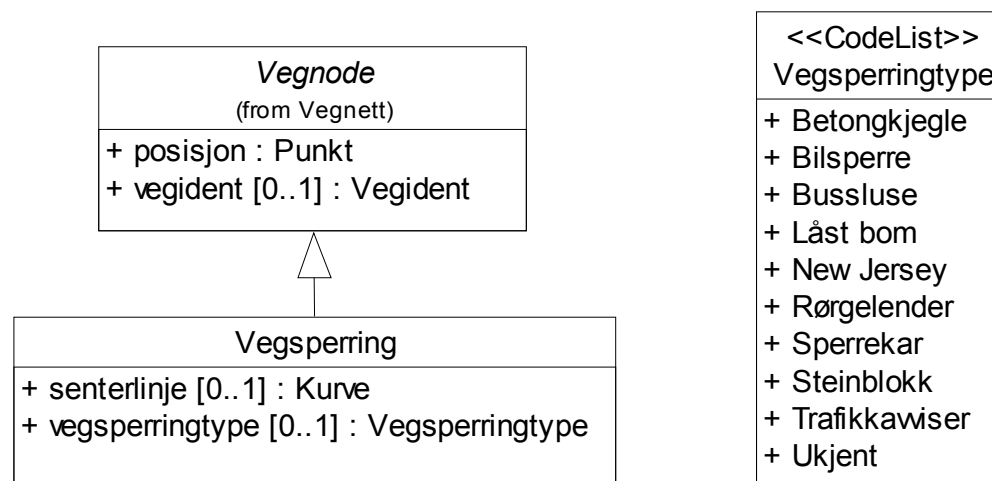 Vegnode
(from Vegnett)
+ posisjon : Punkt
+ vegident [0..1] : Vegident
Vegsperring
+ senterlinje [0..1] : Kurve
+ vegsperringtype [0..1] : Vegsperringtype
<<CodeList>>
Vegsperringtype
+ Betongkjegle
+ Bilsperre
+ Bussluse
+ Låst bom
+ New Jersey
+ Rørgelender
+ Sperrekar
+ Steinblokk
+ Trafikkavviser
+ Ukjent